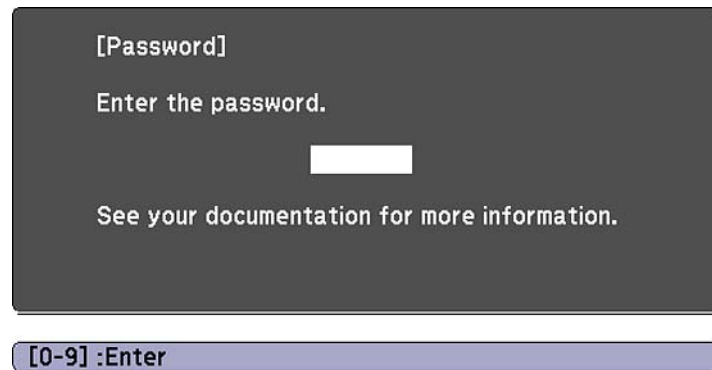 [Password]
Enter the password.
See your documentation for more information.
[0-9] :Enter